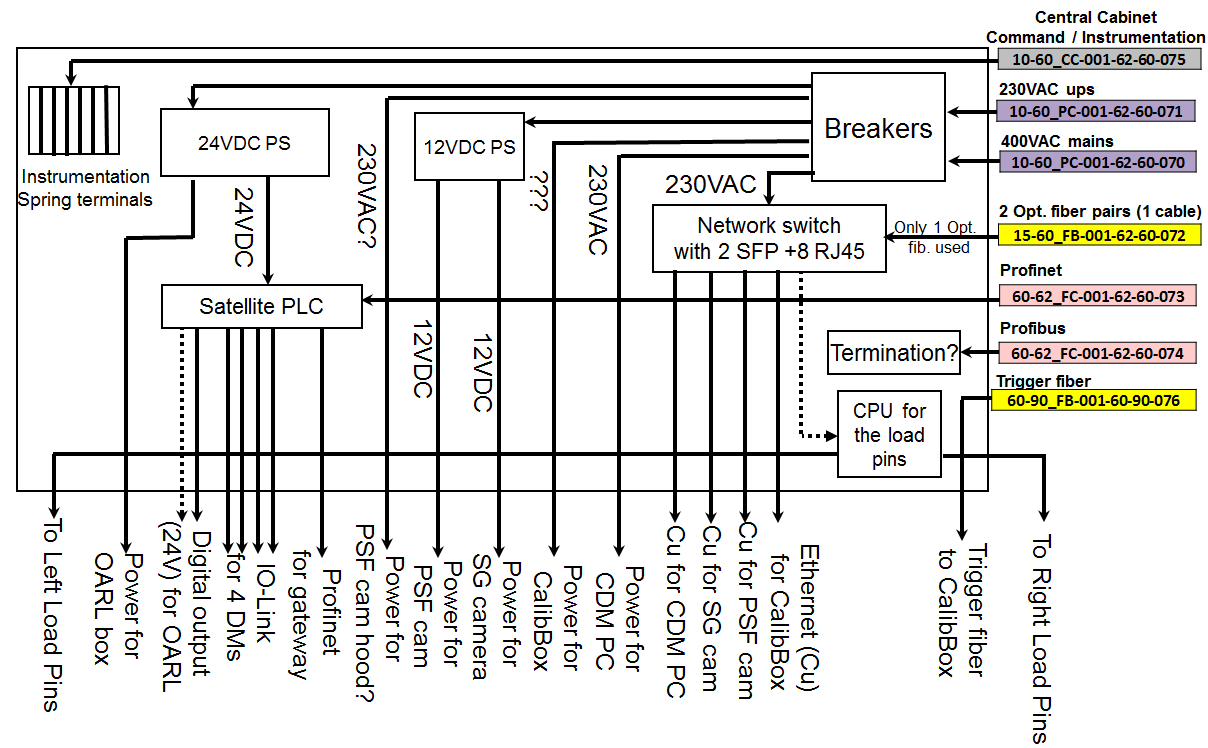 Central Cabinet
Command / Instrumentation
10-60_CC-001-62-60-075
230VAC ups
10-60_PC-001-62-60-071
400VAC mains
10-60_PC-001-62-60-070
2 Opt. fiber pairs (1 cable)
15-60_FB-001-62-60-072
Profinet
60-62_FC-001-62-60-073
Profibus
60-62_FC-001-62-60-074
Trigger fiber
60-90_FB-001-60-90-076
Instrumentation
Spring terminals
24VDC PS
12VDC PS
Breakers
24VDC
230VAC?
???
230VAC
230VAC
Network switch
with 2 SFP +8 RJ45
Only 1 Opt.
fib. used
Satellite PLC
12VDC
12VDC
Termination?
CPU for
the load
pins
To Left Load Pins
Power for
OARL box
Digital output
(24V) for OARL
IO-Link
for 4 DMs
Profinet
for gateway
Power for
PSF cam hood?
Power for
PSF cam
Power for
SG camera
Power for
CalibBox
Power for
CDM PC
Cu for CDM PC
Cu for SG cam
Cu for PSF cam
Ethernet (Cu)
for CalibBox
Trigger fiber
to CalibBox
To Right Load Pins